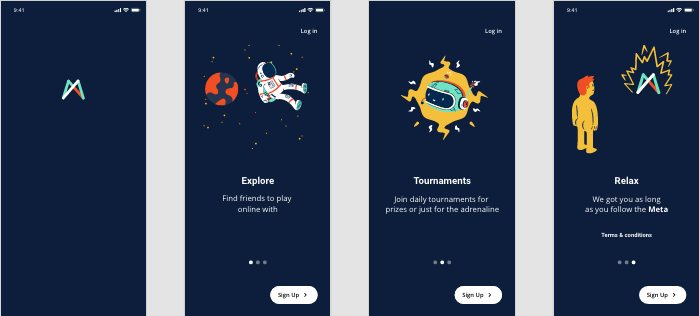 9:41
9:41
Log in
Explore
Find friends to play
online with
Sign Up
9:41
Log in
Tournaments
Join daily tournaments for
prizes or just for the adrenaline
Sign Up
9:41
Log in
Relax
We got you as long
as you follow the Meta
Terms & conditions
Sign Up